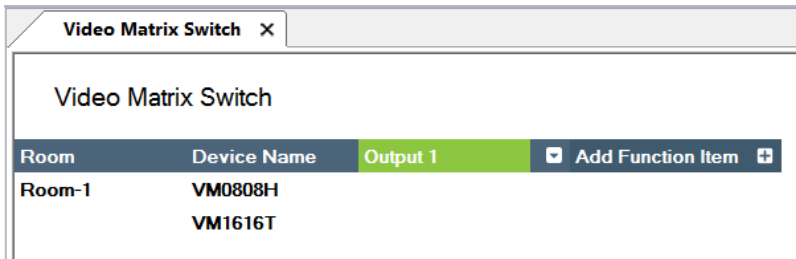 Video Matrix Switch
Video Matrix Switch
Room Device Name Output 1 Add Function Item
Room-1 VM0808H
VM1616T